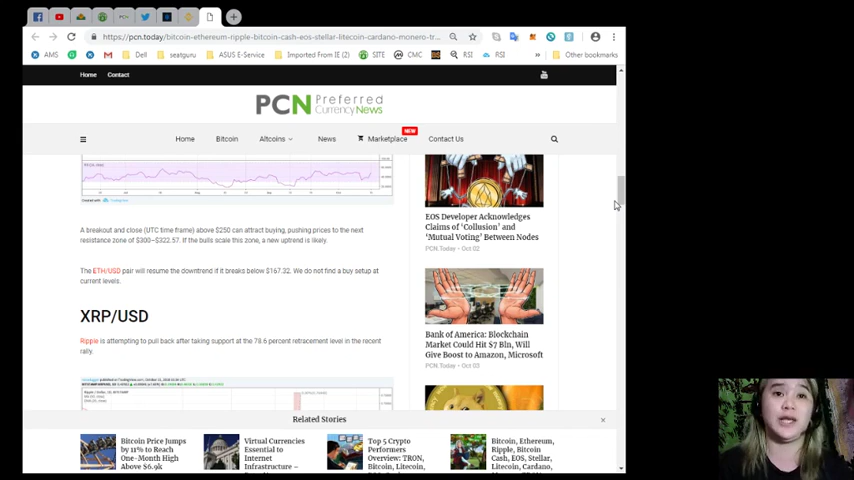 https://pcn.today/bitcoin-ethereum-ripple-bitcoin-cash-eos-stellar-litecoin-cardano-monero-tr...
AMS
Dell
seatguru
ASUS E-Service
Imported From IE (2)
SITE
CMC
RSI
RSI
Other bookmarks
Home Contact
PCN Preferred Currency News
Home Bitcoin Altcoins News Marketplace NEW Contact Us
A breakout and close (UTC time frame) above $250 can attract buying, pushing prices to the next
resistance zone of $300–$322.57. If the bulls scale this zone, a new uptrend is likely.
The ETH/USD pair will resume the downtrend if it breaks below $167.32. We do not find a buy setup at
current levels.
XRP/USD
Ripple is attempting to pull back after taking support at the 78.6 percent retracement level in the recent
rally.
EOS Developer Acknowledges
Claims of ‘Collusion’ and
‘Mutual Voting’ Between Nodes
PCN.Today - Oct 02
Bank of America: Blockchain
Market Could Hit $7 Bln, Will
Give Boost to Amazon, Microsoft
PCN.Today - Oct 03
Related Stories
Bitcoin Price Jumps
by 11% to Reach
One-Month High
Above $6.9k
Virtual Currencies
Essential to
Internet
Infrastructure –
Top 5 Crypto
Performers
Overview: TRON,
Bitcoin, Litecoin,
Bitcoin, Ethereum,
Ripple, Bitcoin
Cash, EOS, Stellar,
Litecoin, Cardano,